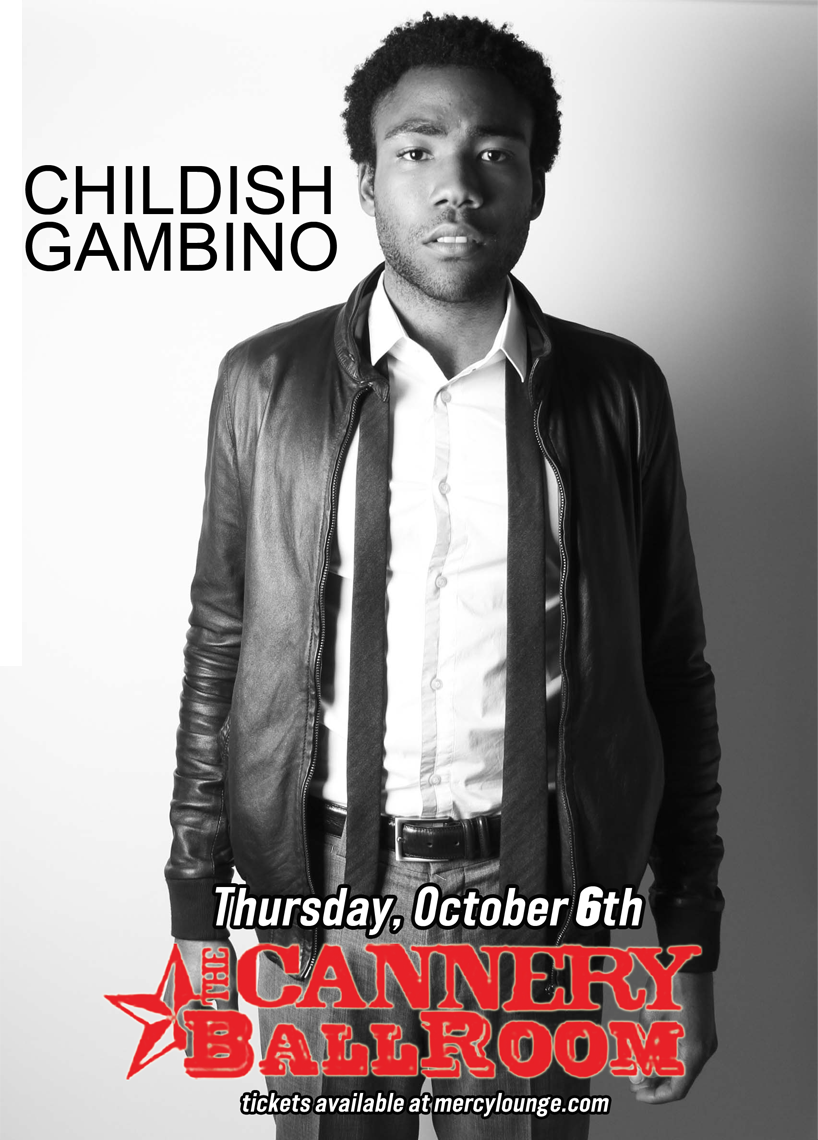 CHILDISH
GAMBINO
Thursday, October 6th
THE CANNERY
BALLROOM
tickets available at mercylounge.com